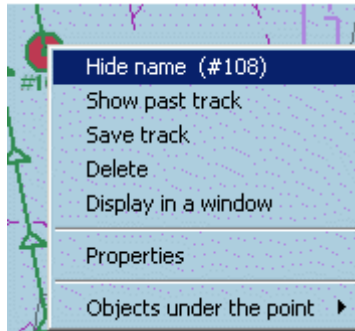 Hide name (#108)
Show past track
Save track
Delete
Display in a window
Properties
Objects under the point